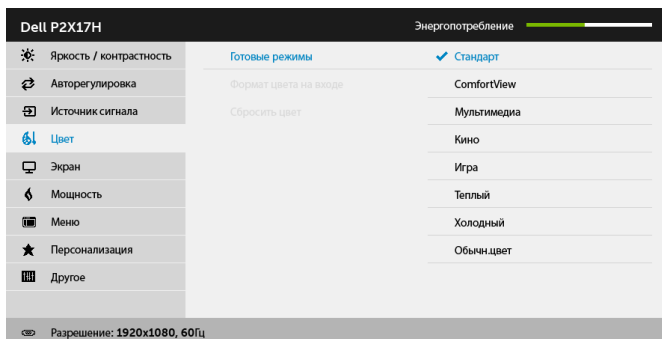 Dell P2X17H Энергопотребление
Яркость / контрастность Готовые режимы Стандарт
Авторегулировка Формат цвета на входе ComfortView
Источник сигнала Сбросить цвет Мультимедиа
Цвет Кино
Экран Игра
Мощность Теплый
Меню Холодный
Персонализация Обычн.цвет
Другое
Разрешение: 1920x1080, 60Гц